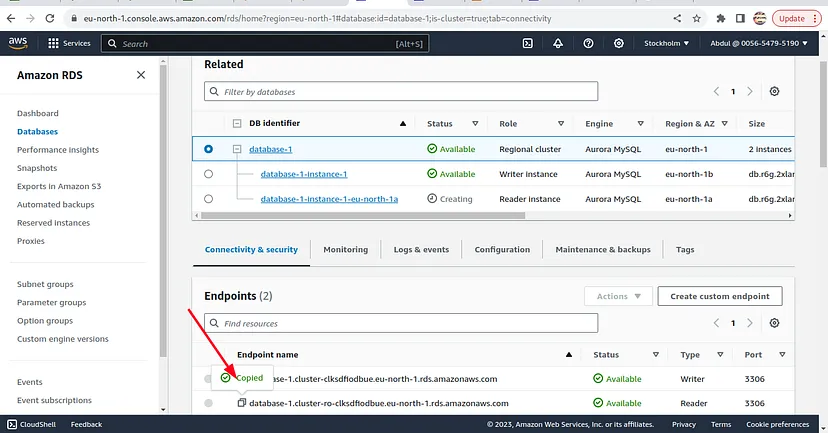 eu-north-1.console.aws.amazon.com/rds/home?region=eu-north-1#database:id=database-1;is-cluster=true;tab=connectivity
Update
aws
Services
Search
[Alt+S]
Stockholm
Abdul @ 0056-5479-5190
Amazon RDS
Dashboard
Databases
Performance insights
Snapshots
Exports in Amazon S3
Automated backups
Reserved instances
Proxies
Subnet groups
Parameter groups
Option groups
Custom engine versions
Events
Event subscriptions
Related
Filter by databases
1
DB identifier Status Role Engine Region & AZ Size
database-1 Available Regional cluster Aurora MySQL eu-north-1 2 instances
database-1-instance-1 Available Writer instance Aurora MySQL eu-north-1b db.r6g.2xlar
database-1-instance-1-eu-north-1a Creating Reader instance Aurora MySQL eu-north-1a db.r6g.2xlar
Connectivity & security Monitoring Logs & events Configuration Maintenance & backups Tags
Endpoints (2)
Actions
Create custom endpoint
Find resources
1
Endpoint name Status Type Port
Copied
se-1.cluster-clksdfiodbue.eu-north-1.rds.amazonaws.com Available Writer 3306
database-1.cluster-ro-clksdfiodbue.eu-north-1.rds.amazonaws.com Available Reader 3306
CloudShell Feedback © 2023, Amazon Web Services, Inc. or its affiliates. Privacy Terms Cookie preferences